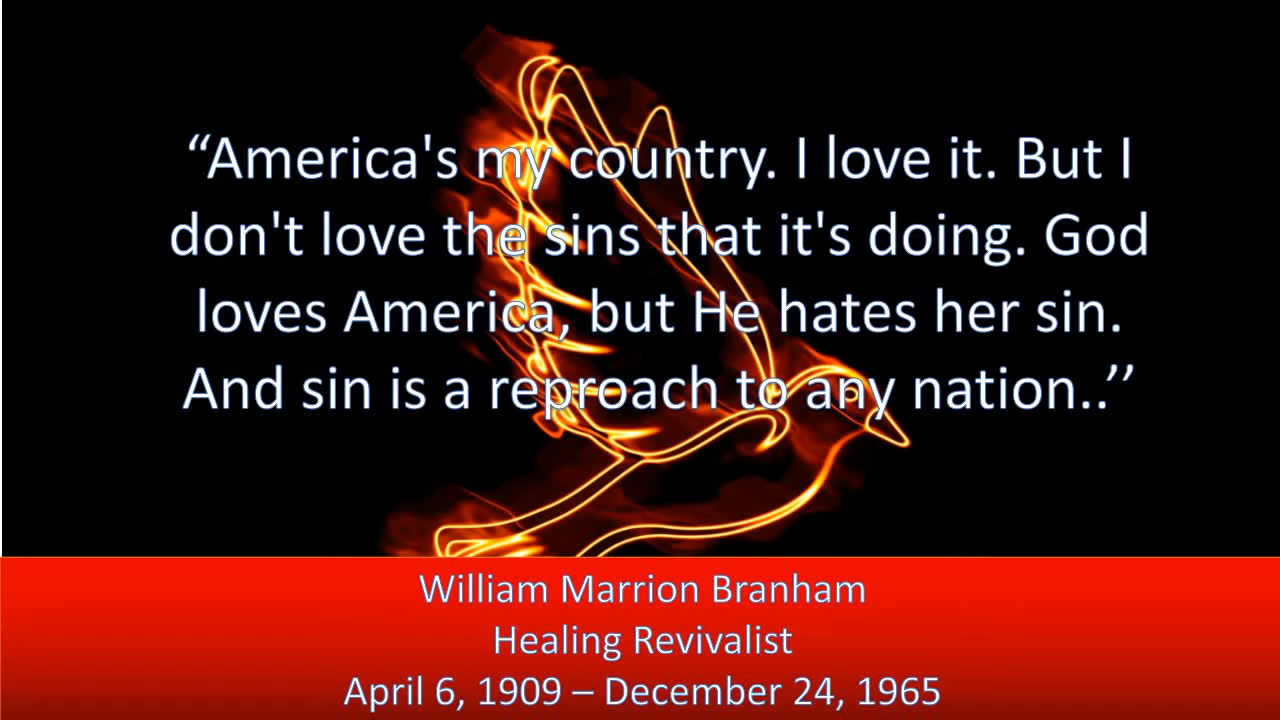 “America's my country. I love it. But I
don't love the sins that it's doing. God
loves America, but He hates her sin.
And sin is a reproach to any nation..’’
William Marrion Branham
Healing Revivalist
April 6, 1909 – December 24, 1965